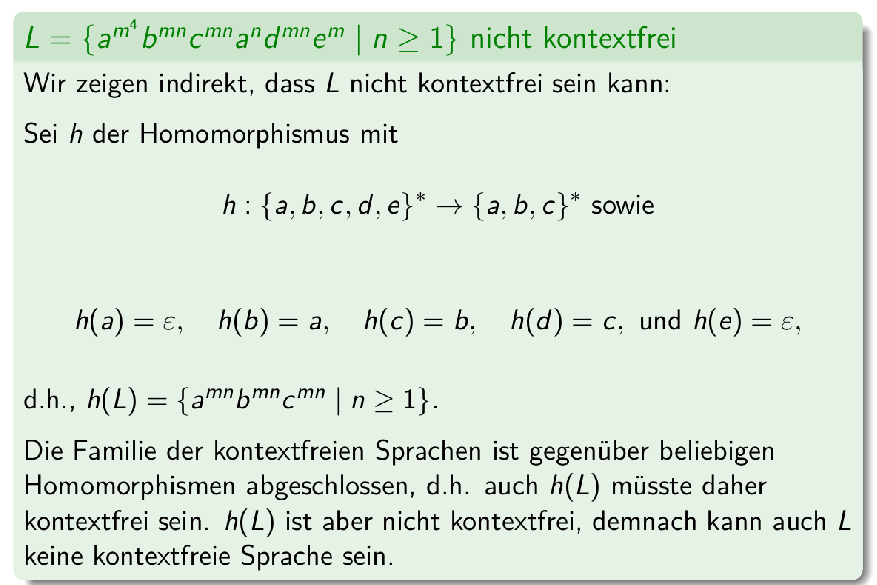 L = {a^{m^4} b^{mn} c^{mn} a^n d^{mn} e^m | n ≥ 1} nicht kontextfrei
Wir zeigen indirekt, dass L nicht kontextfrei sein kann:
Sei h der Homomorphismus mit
h : {a, b, c, d, e}* → {a, b, c}* sowie
h(a) = ε, h(b) = a, h(c) = b, h(d) = c, und h(e) = ε,
d.h., h(L) = {a^{mn} b^{mn} c^{mn} | n ≥ 1}.
Die Familie der kontextfreien Sprachen ist gegenüber beliebigen
Homomorphismen abgeschlossen, d.h. auch h(L) müsste daher
kontextfrei sein. h(L) ist aber nicht kontextfrei, demnach kann auch L
keine kontextfreie Sprache sein.